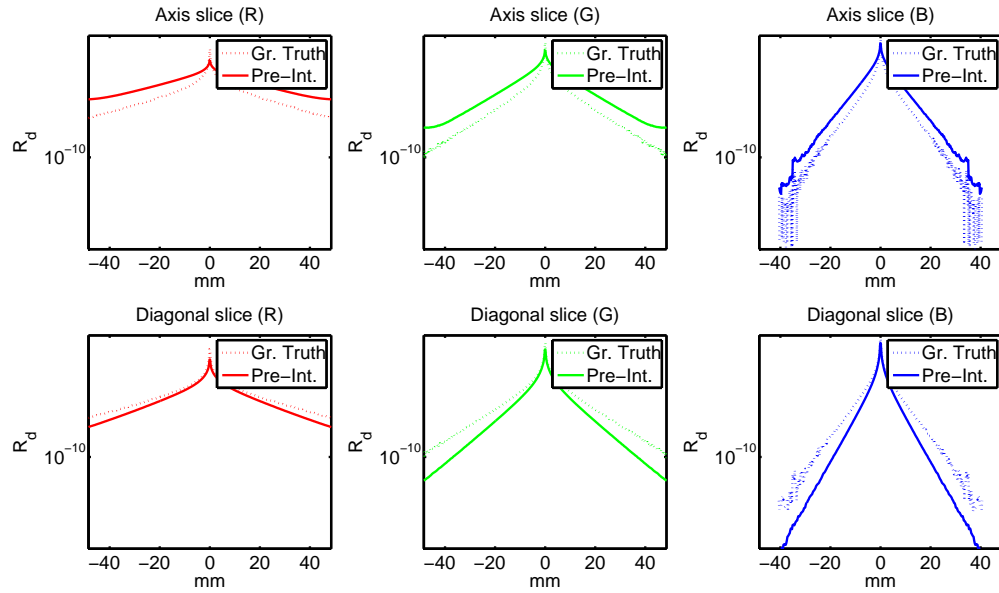 Axis slice (R)
Gr. Truth
Pre-Int.
R_d
10^-10
-40 -20 0 20 40
mm
Axis slice (G)
Gr. Truth
Pre-Int.
R_d
10^-10
-40 -20 0 20 40
mm
Axis slice (B)
Gr. Truth
Pre-Int.
R_d
10^-10
-40 -20 0 20 40
mm
Diagonal slice (R)
Gr. Truth
Pre-Int.
R_d
10^-10
-40 -20 0 20 40
mm
Diagonal slice (G)
Gr. Truth
Pre-Int.
R_d
10^-10
-40 -20 0 20 40
mm
Diagonal slice (B)
Gr. Truth
Pre-Int.
R_d
10^-10
-40 -20 0 20 40
mm